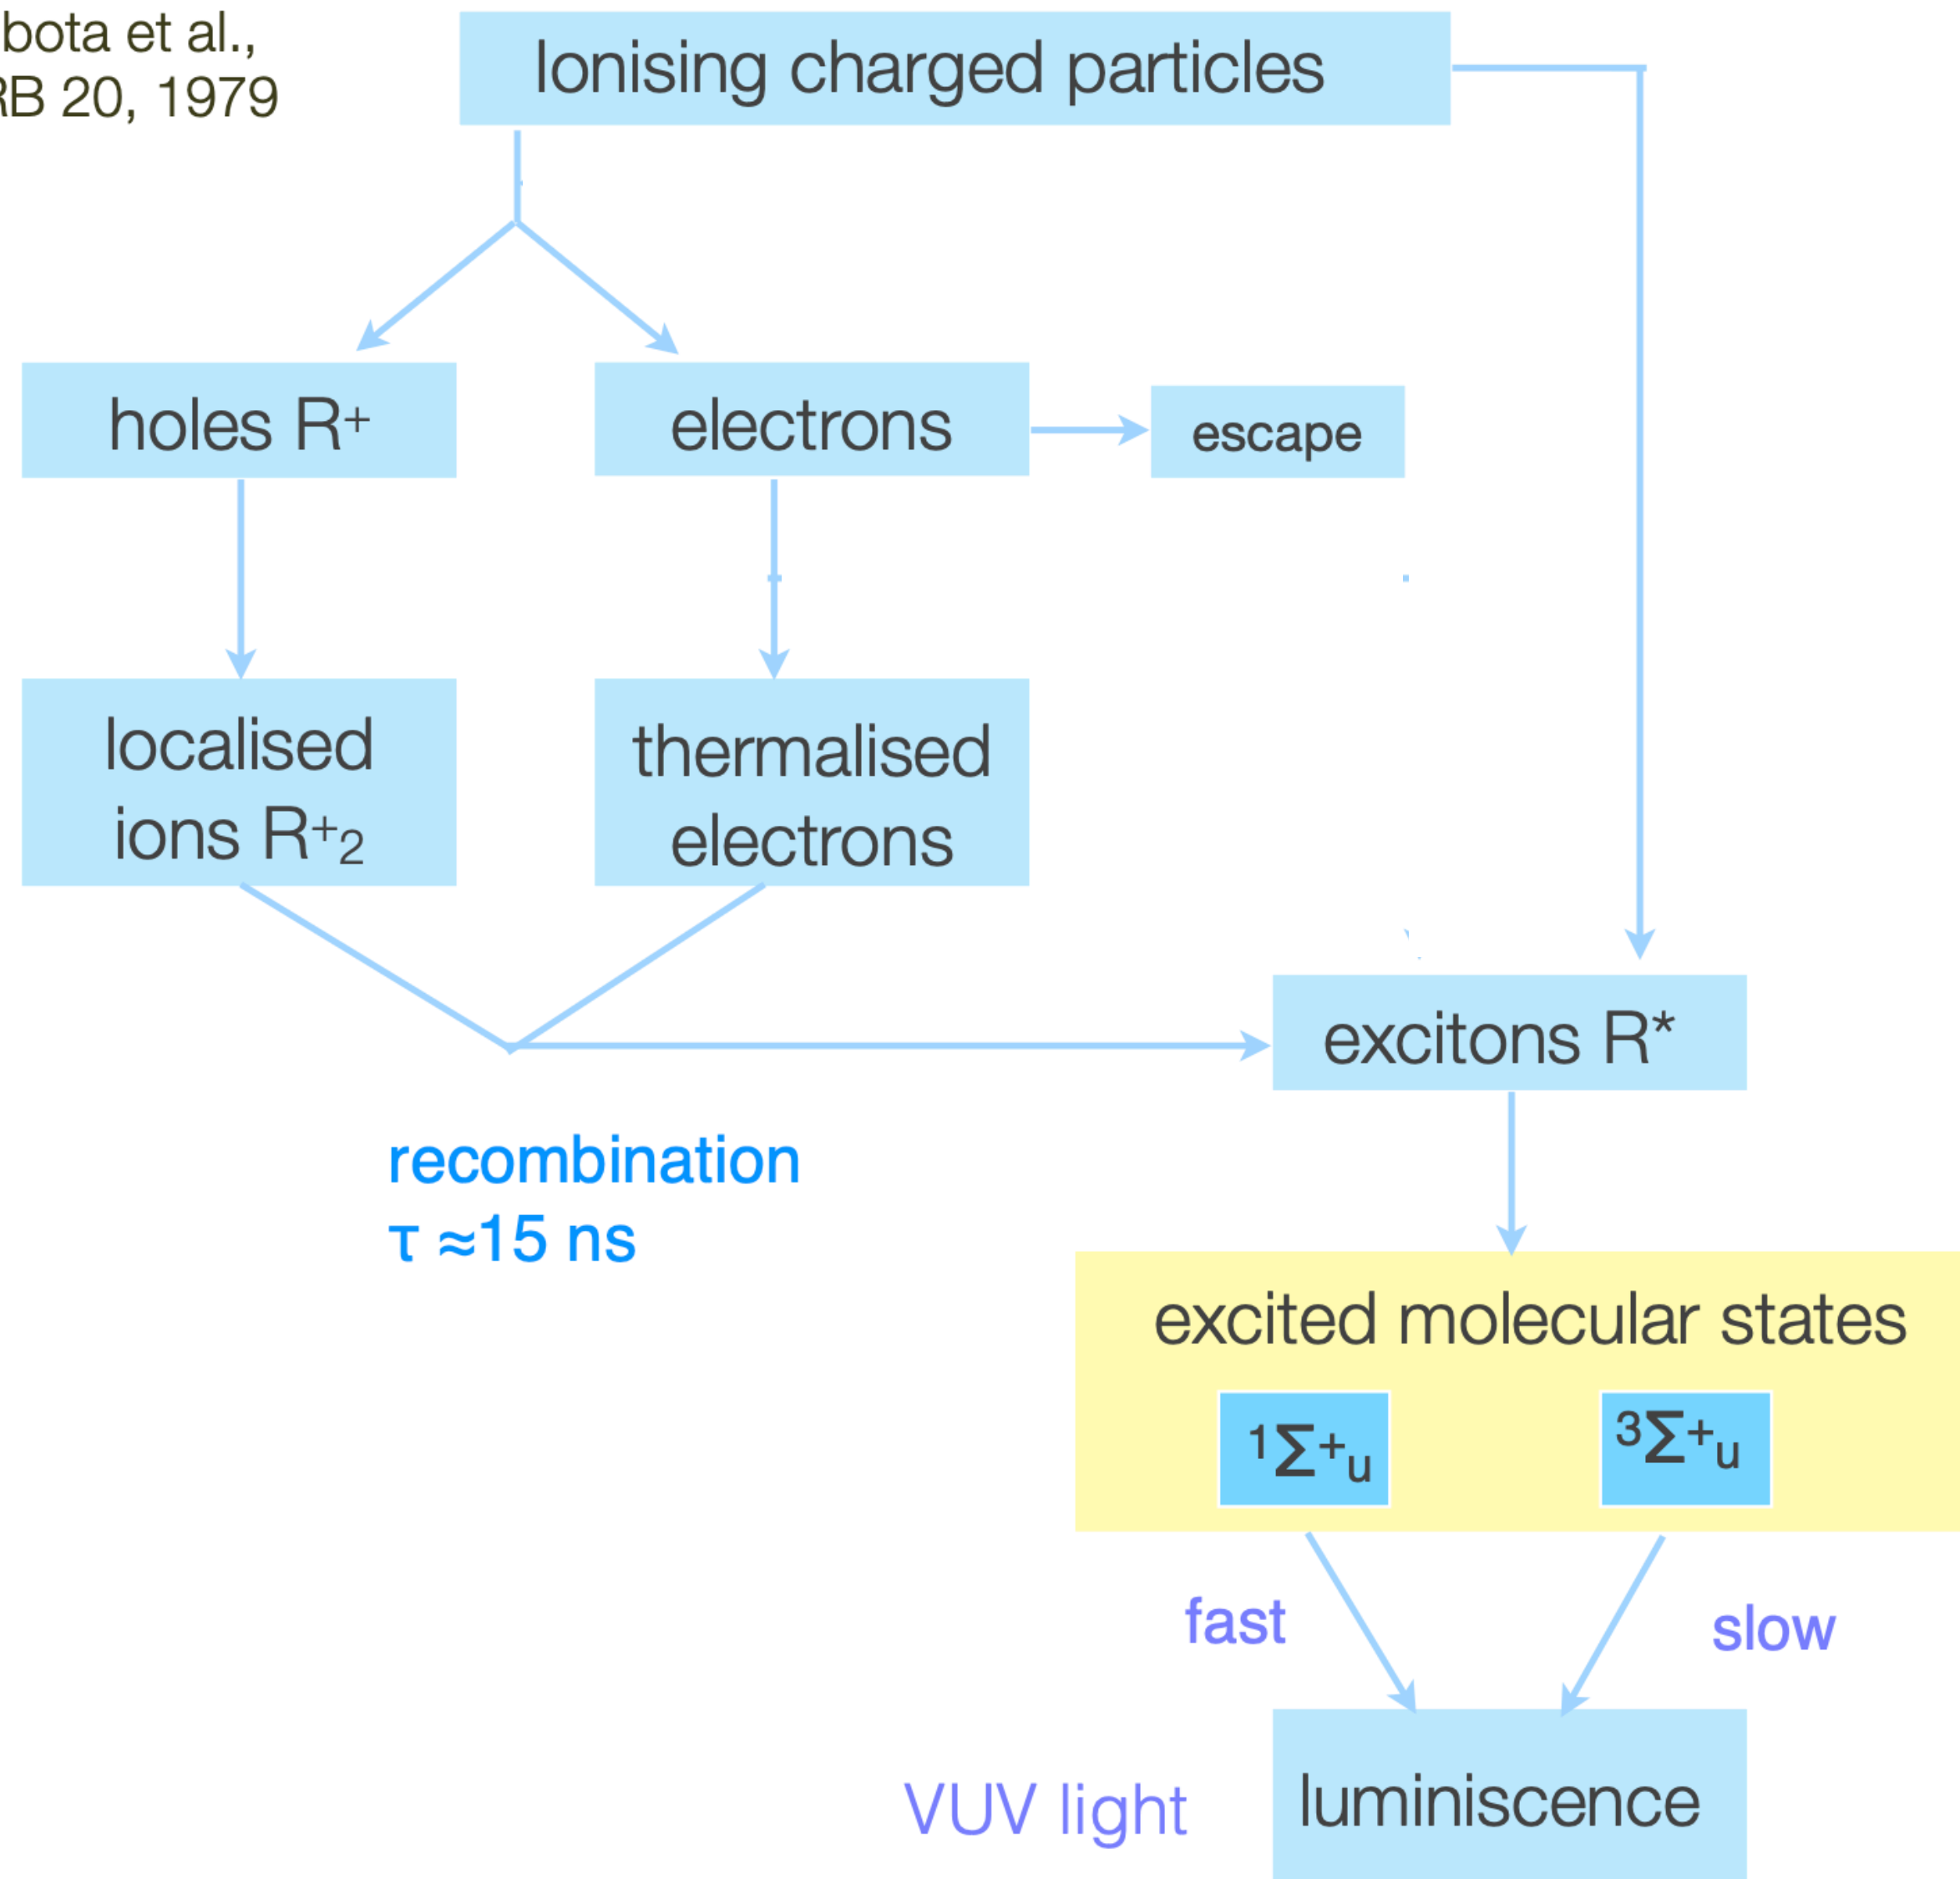 bota et al.,
RB 20, 1979
Ionising charged particles
holes R⁺
electrons
escape
localised
ions R⁺₂
thermalised
electrons
excitons R*
recombination
τ ≈15 ns
excited molecular states
¹Σ⁺ᵤ
³Σ⁺ᵤ
fast
slow
VUV light
luminiscence